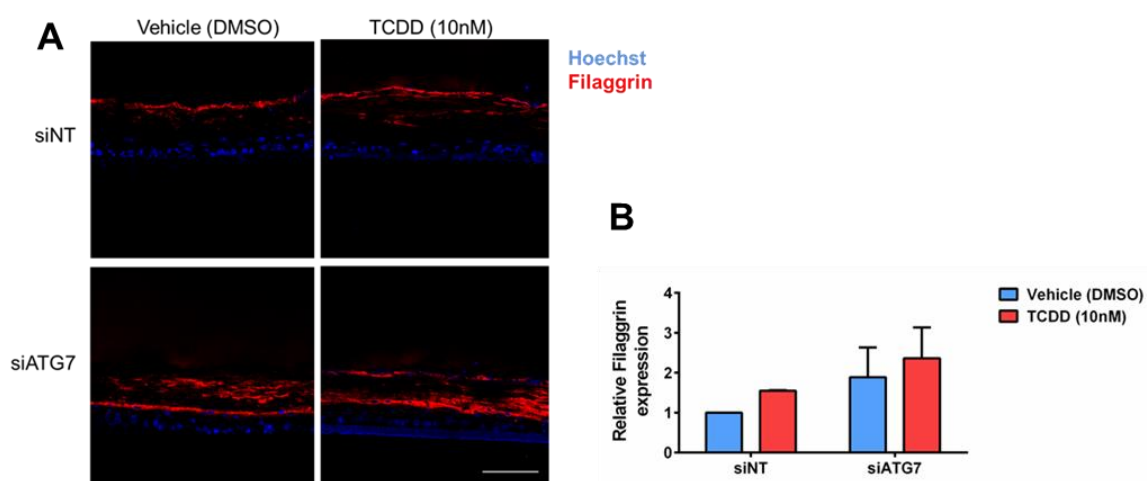 A
Vehicle (DMSO)
TCDD (10nM)
Hoechst
Filaggrin
siNT
siATG7
B
Relative Filaggrin
expression
4
3
2
1
0
siNT
siATG7
Vehicle (DMSO)
TCDD (10nM)